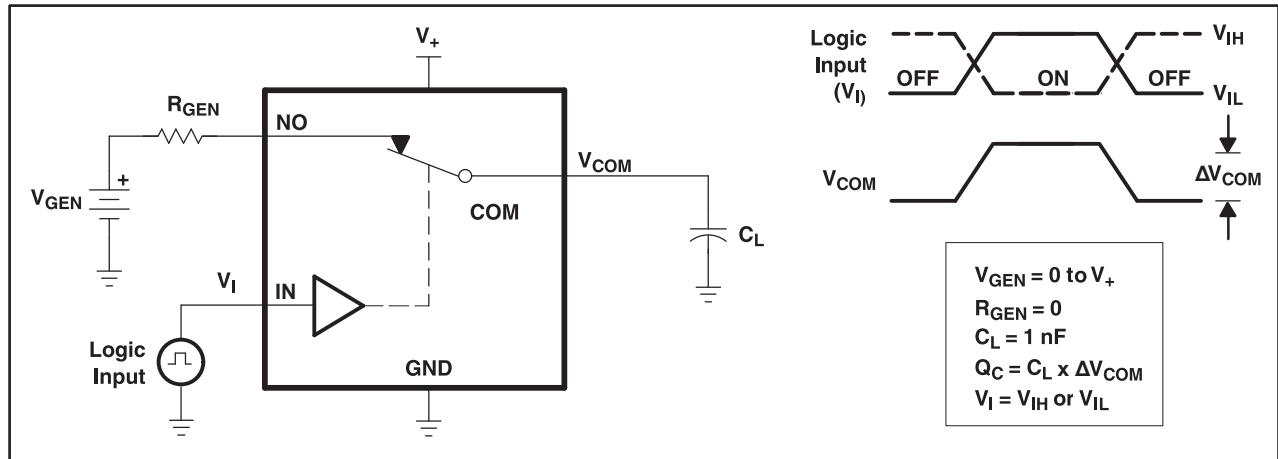 V+
RGEN
NO
VGEN
+
VCOM
COM
CL
VI
IN
Logic
Input
GND
Logic
Input
(VI)
OFF
ON
OFF
VIH
VIL
VCOM
ΔVCOM
VGEN = 0 to V+
RGEN = 0
CL = 1 nF
QC = CL x ΔVCOM
VI = VIH or VIL